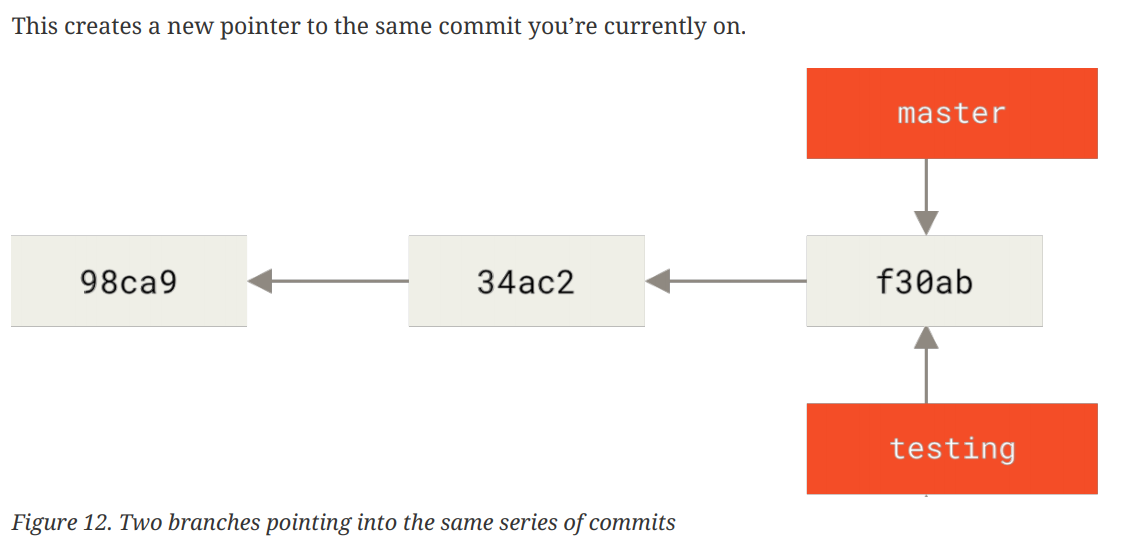 This creates a new pointer to the same commit you’re currently on.
master
98ca9
34ac2
f30ab
testing
Figure 12. Two branches pointing into the same series of commits